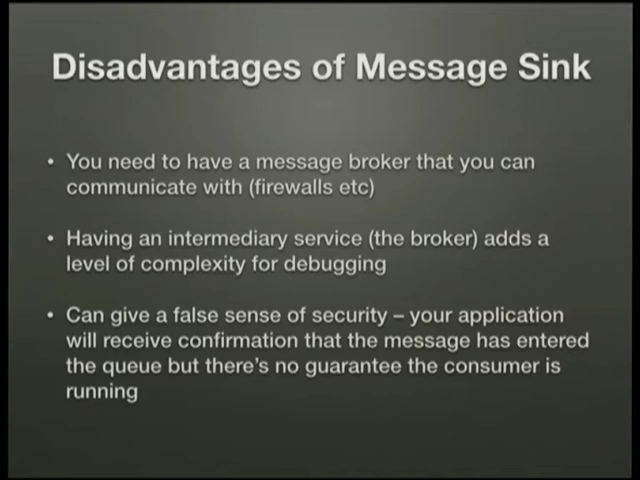 Disadvantages of Message Sink
• You need to have a message broker that you can
communicate with (firewalls etc)
• Having an intermediary service (the broker) adds a
level of complexity for debugging
• Can give a false sense of security – your application
will receive confirmation that the message has entered
the queue but there's no guarantee the consumer is
running